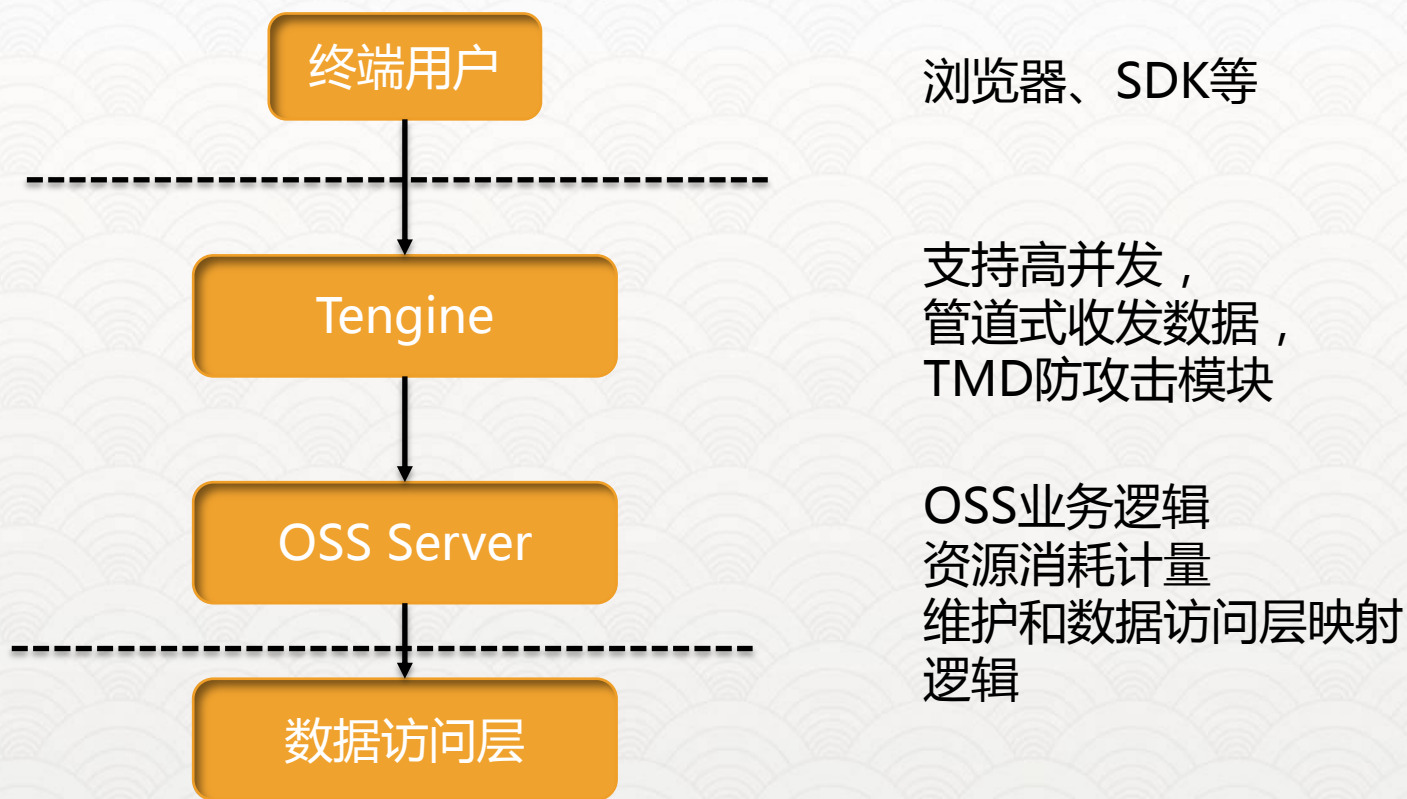 终端用户
浏览器、SDK等
Tengine
支持高并发，
管道式收发数据，
TMD防攻击模块
OSS Server
OSS业务逻辑
资源消耗计量
维护和数据访问层映射
逻辑
数据访问层